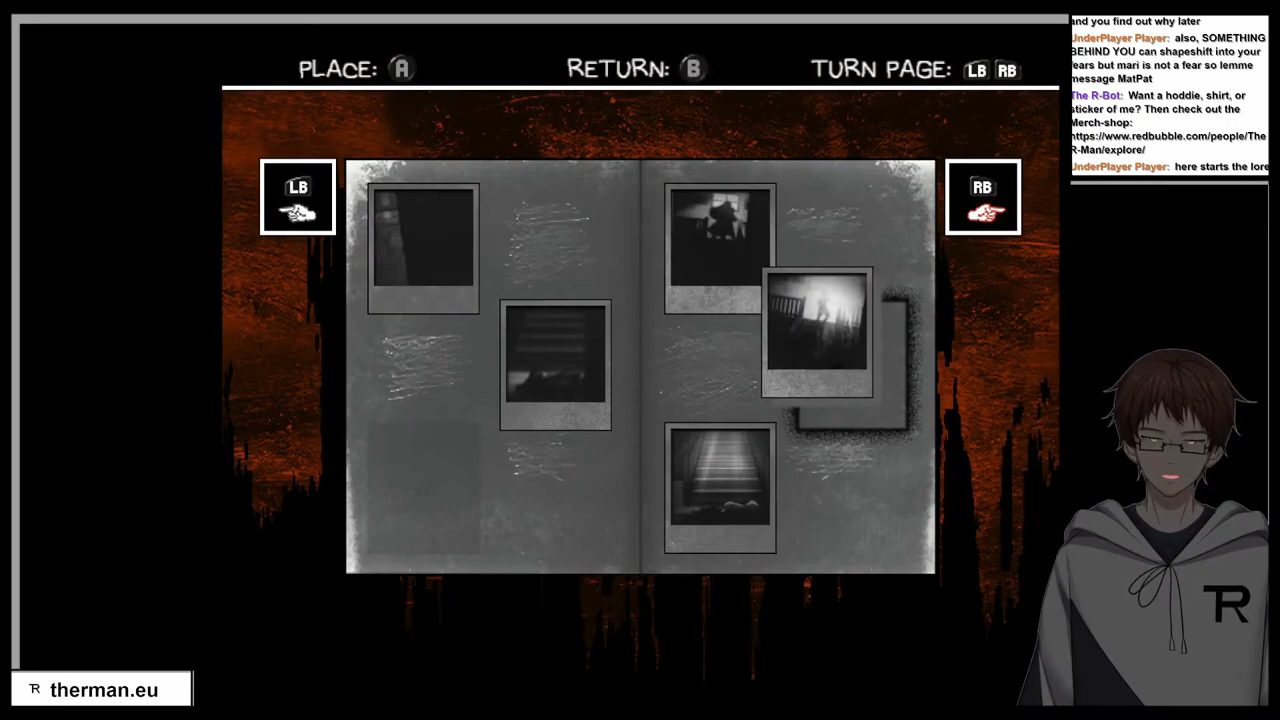 PLACE: A
RETURN: B
TURN PAGE: LB RB
LB
RB
and you find out why later
UnderPlayer Player: also, SOMETHING
BEHIND YOU can shapeshift into your
fears but mari is not a fear so lemme
message MatPat
The R-Bot: Want a hoddie, shirt, or
sticker of me? Then check out the
Merch-shop:
https://www.redbubble.com/people/The
R-Man/explore/
UnderPlayer Player: here starts the lore
TR
TR therman.eu